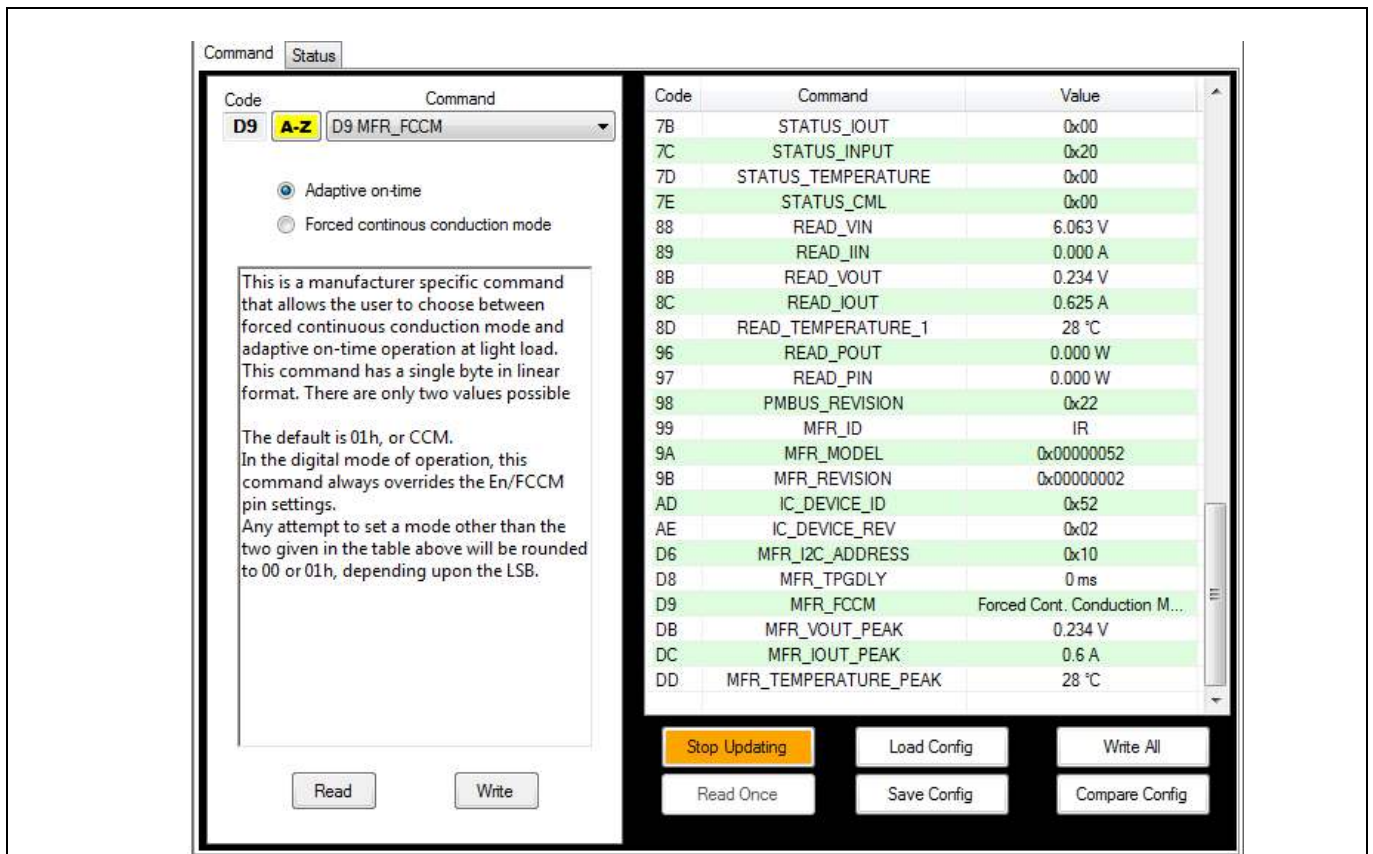 Command Status
Code Command
D9 A-Z D9 MFR_FCCM
Adaptive on-time
Forced continous conduction mode
This is a manufacturer specific command
that allows the user to choose between
forced continuous conduction mode and
adaptive on-time operation at light load.
This command has a single byte in linear
format. There are only two values possible
The default is 01h, or CCM.
In the digital mode of operation, this
command always overrides the En/FCCM
pin settings.
Any attempt to set a mode other than the
two given in the table above will be rounded
to 00 or 01h, depending upon the LSB.
Read Write
Code Command Value
7B STATUS_IOUT 0x00
7C STATUS_INPUT 0x20
7D STATUS_TEMPERATURE 0x00
7E STATUS_CML 0x00
88 READ_VIN 6.063 V
89 READ_IIN 0.000 A
8B READ_VOUT 0.234 V
8C READ_IOUT 0.625 A
8D READ_TEMPERATURE_1 28 °C
96 READ_POUT 0.000 W
97 READ_PIN 0.000 W
98 PMBUS_REVISION 0x22
99 MFR_ID IR
9A MFR_MODEL 0x00000052
9B MFR_REVISION 0x00000002
AD IC_DEVICE_ID 0x52
AE IC_DEVICE_REV 0x02
D6 MFR_I2C_ADDRESS 0x10
D8 MFR_TPGDLY 0 ms
D9 MFR_FCCM Forced Cont. Conduction M...
DB MFR_VOUT_PEAK 0.234 V
DC MFR_IOUT_PEAK 0.6 A
DD MFR_TEMPERATURE_PEAK 28 °C
Stop Updating Load Config Write All
Read Once Save Config Compare Config